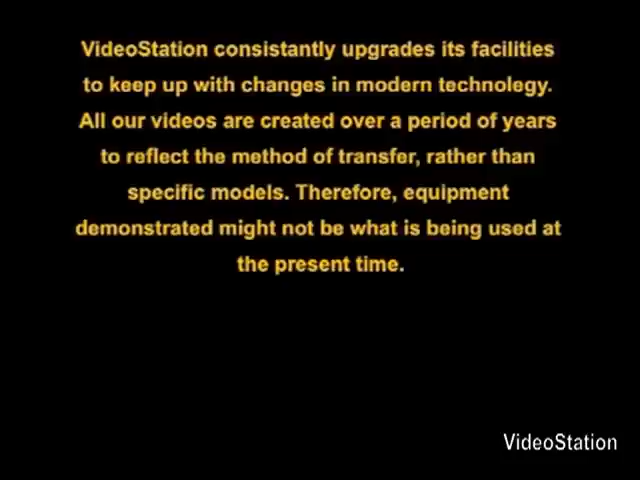 VideoStation consistantly upgrades its facilities
to keep up with changes in modern technology.
All our videos are created over a period of years
to reflect the method of transfer, rather than
specific models. Therefore, equipment
demonstrated might not be what is being used at
the present time.
VideoStation